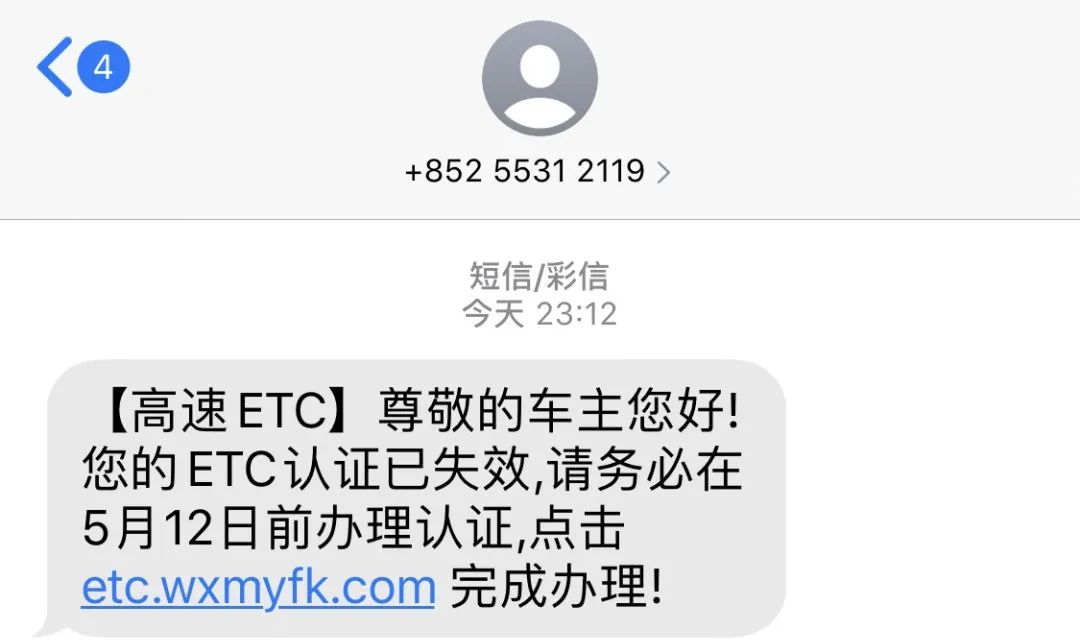 4
+852 5531 2119
短信/彩信
今天 23:12
【高速ETC】尊敬的车主您好!
您的ETC认证已失效,请务必在
5月12日前办理认证,点击
etc.wxmyfk.com 完成办理!